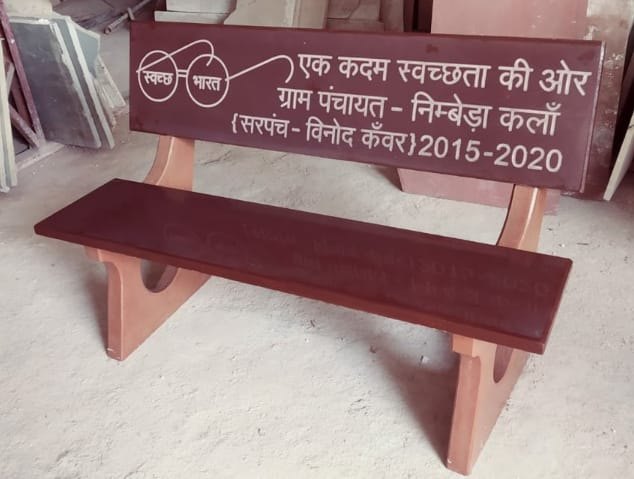 स्वच्छ भारत
एक कदम स्वच्छता की ओर
ग्राम पंचायत - निम्बेड़ा कलाँ
{सरपंच - विनोद कँवर}2015-2020